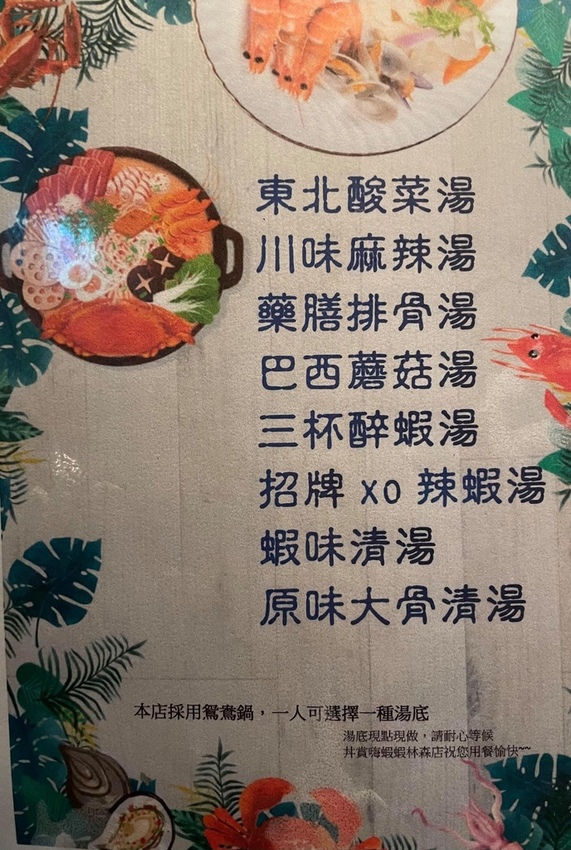 東北酸菜湯
川味麻辣湯
藥膳排骨湯
巴西蘑菇湯
三杯醉蝦湯
招牌 xo 辣蝦湯
蝦味清湯
原味大骨清湯
本店採用鴛鴦鍋，一人可選擇一種湯底
湯底現點現做，請耐心等候
丼賞嗨蝦蝦林森店祝您用餐愉快~~